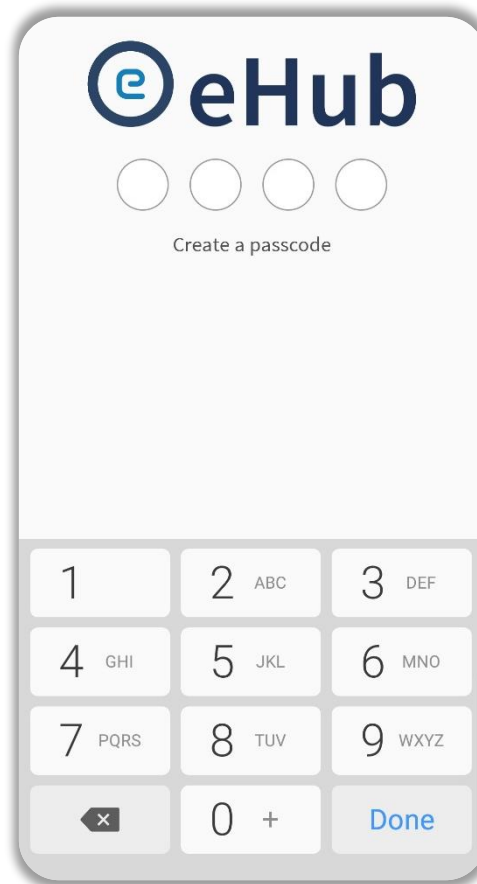 e eHub
Create a passcode
1 2 ABC 3 DEF
4 GHI 5 JKL 6 MNO
7 PQRS 8 TUV 9 WXYZ
0 + Done